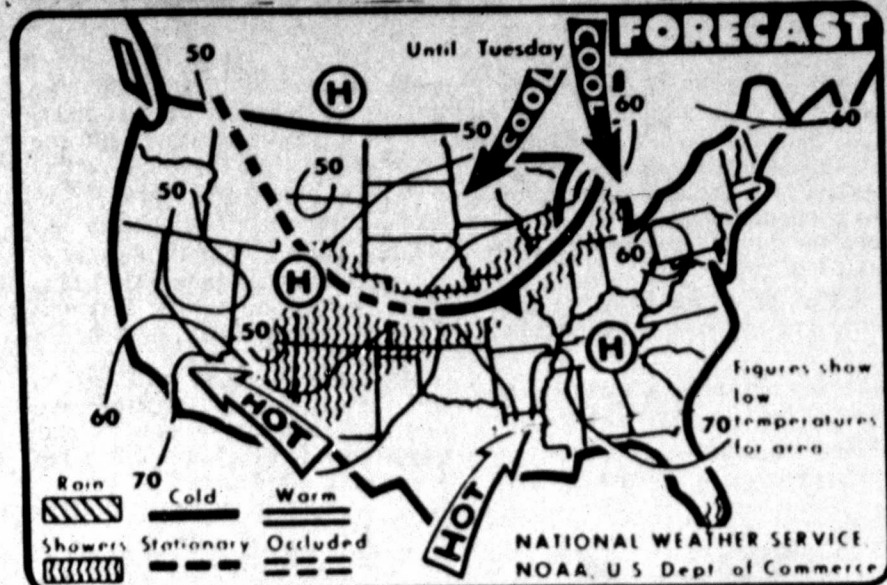 FORECAST
Until Tuesday
COOL
COOL
50
H
50
60
60
50
50
60
H
50
H
60
70
HOT
HOT
Figures show
low
70 temperatures
for area
Rain
Cold
Warm
Showers
Stationary
Occluded
NATIONAL WEATHER SERVICE,
NOAA, U S Dept of Commerce